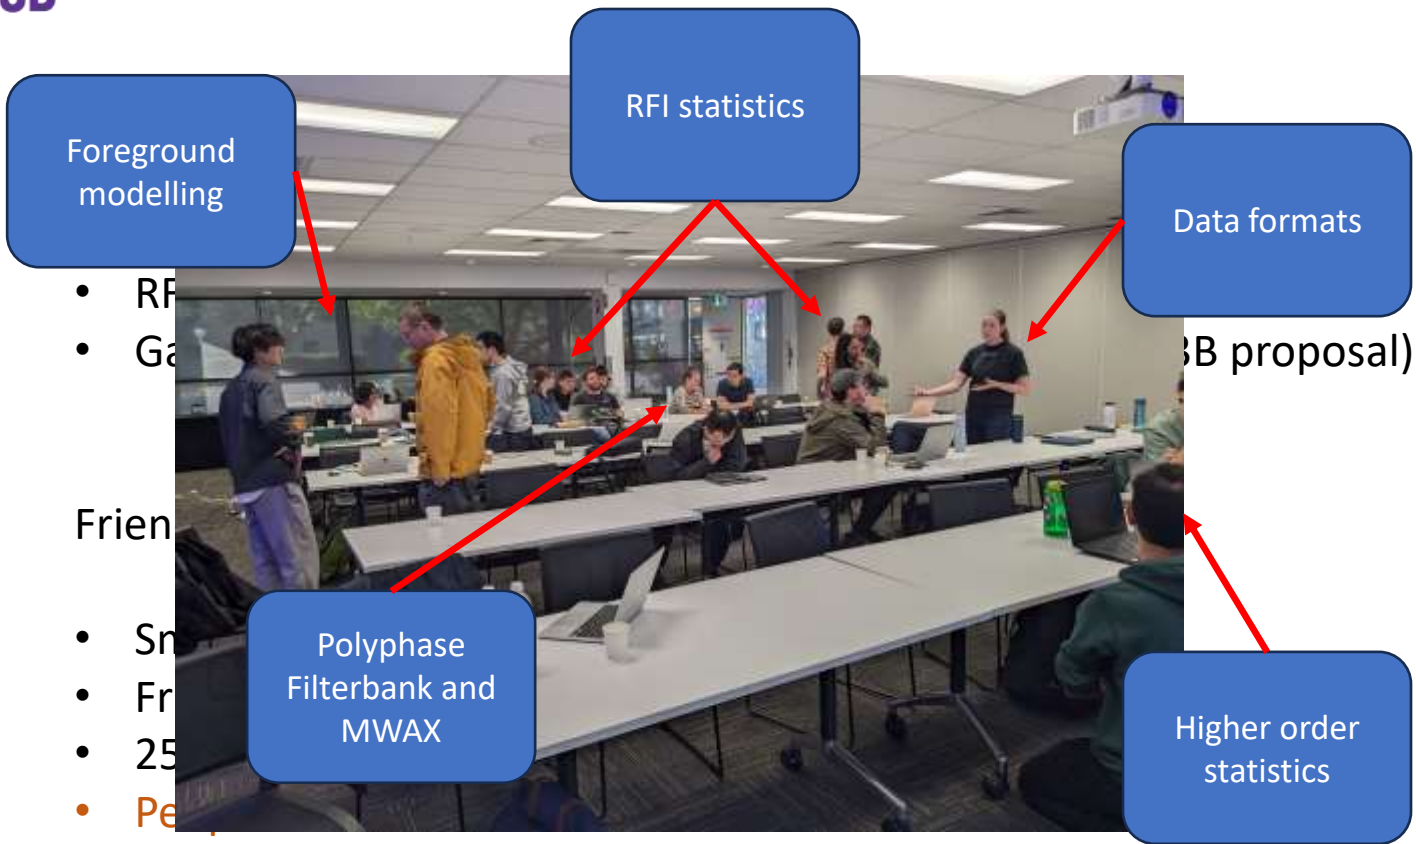 RFI statistics
Foreground
modelling
Data formats
• RF
• Ga
BB proposal)
Frien
• Sm
• Fr
• 25
• Pe
Polyphase
Filterbank and
MWAX
Higher order
statistics